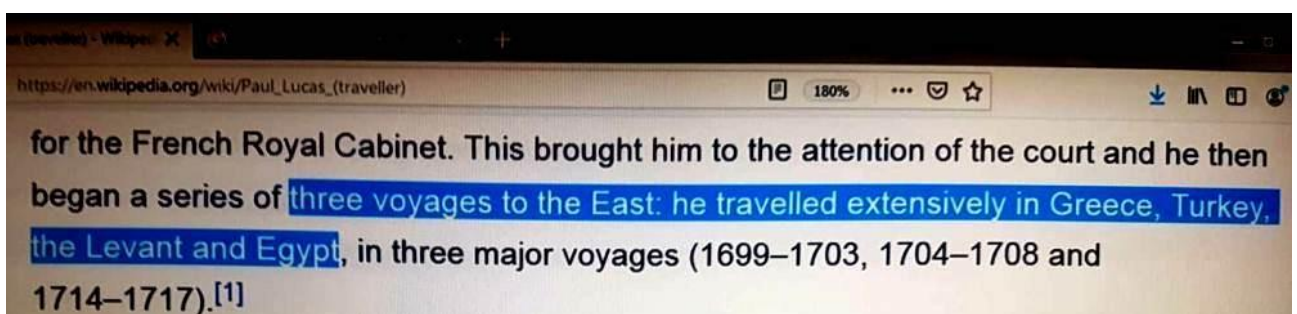 https://en.wikipedia.org/wiki/Paul_Lucas_(traveller)
180%
for the French Royal Cabinet. This brought him to the attention of the court and he then
began a series of three voyages to the East: he travelled extensively in Greece, Turkey,
the Levant and Egypt, in three major voyages (1699–1703, 1704–1708 and
1714–1717).[1]